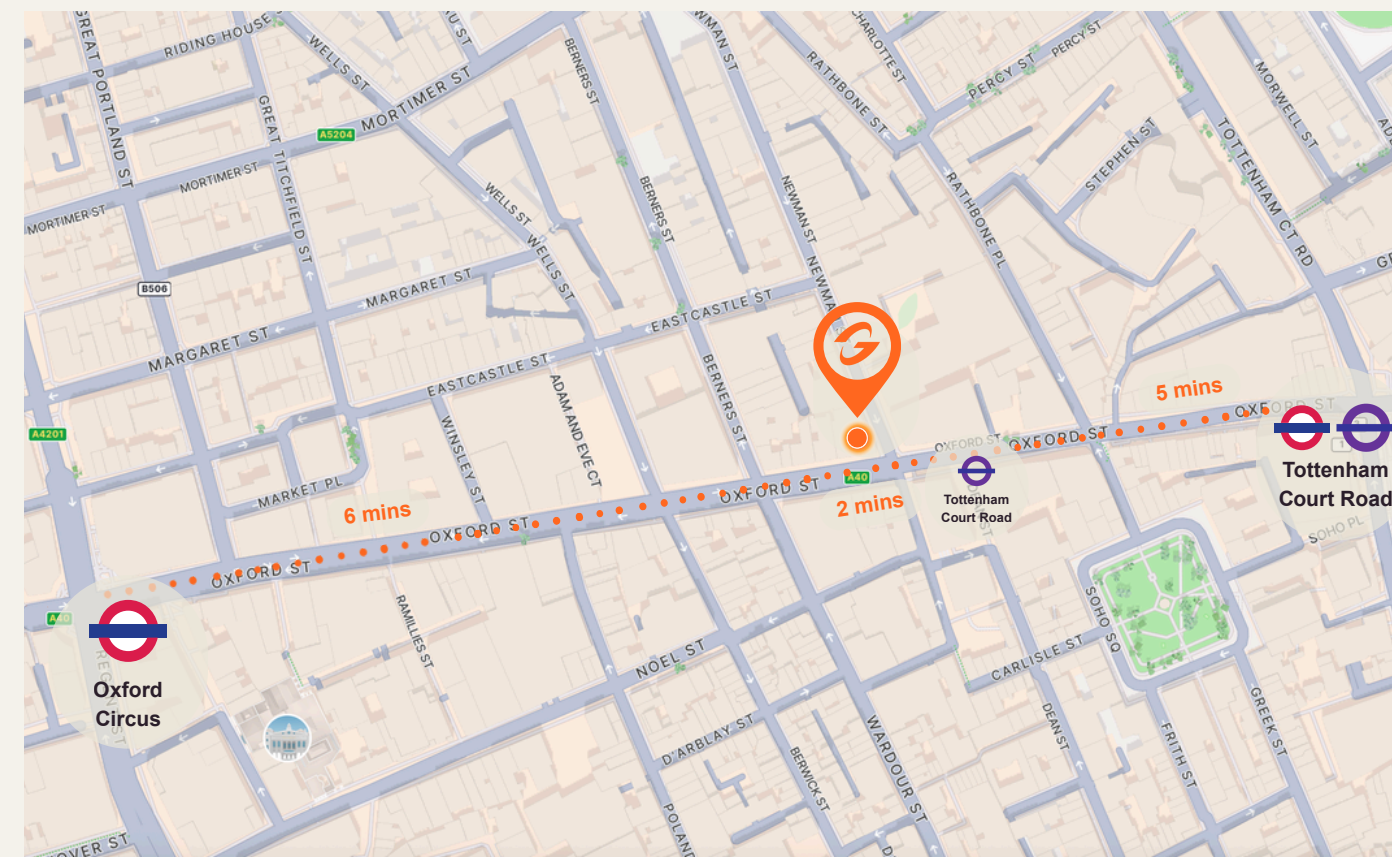 GREAT PORTLAND ST
RIDING HOUSE
WELLS ST
MORTIMER ST
BERNERS ST
RATHBONE ST
CHARLOTTE ST
PERCY ST
PERCY ST
MORWELL ST
TOTTENHAM CT RD
A5204
GREAT TITCHFIELD ST
MORTIMER ST
MORTIMER ST
WELLS ST
WELLS ST
BERNERS ST
NEWMAN ST
RATHBONE PL
STEPHEN ST
B506
MARGARET ST
MARGARET ST
EASTCASTLE ST
EASTCASTLE ST
ADAM AND EVE CT
BERNERS ST
G
5 mins
OXFORD ST
A4201
WINSLEY ST
MARKET PL
6 mins
OXFORD ST
OXFORD ST
OXFORD ST
A40
2 mins
OXFORD ST
OXFORD ST
Tottenham
Court Road
Tottenham
Court Road
SOHO PL
A40
Oxford
Circus
RAMILLIES ST
NOEL ST
D'ARBLAY ST
BERWICK ST
WARDOUR ST
CARLISLE ST
SOHO SQ
DEAN ST
FRITH ST
GREEK ST